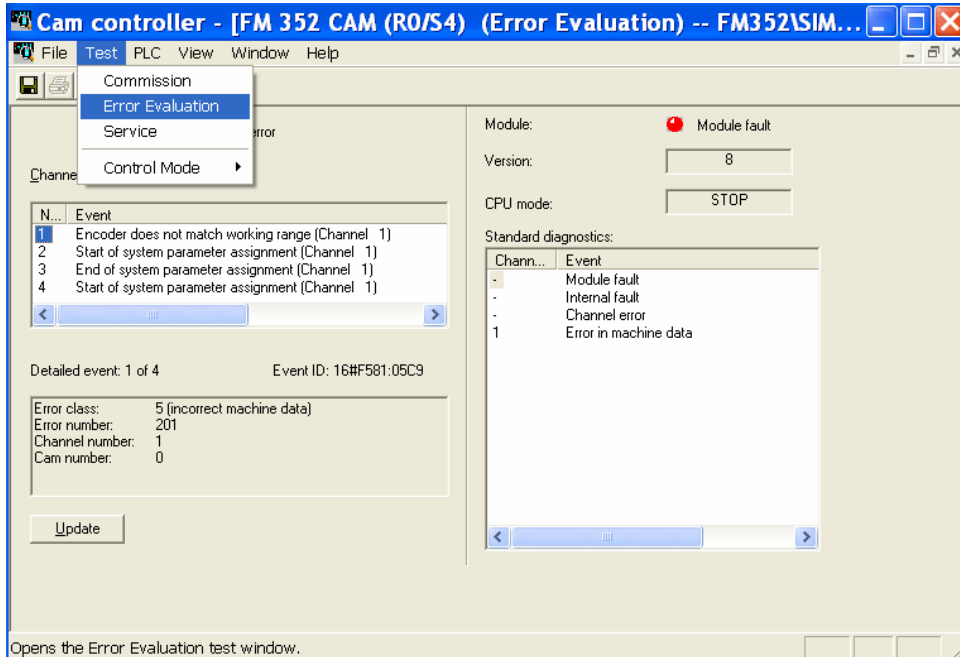 Cam controller - [FM 352 CAM (R0/S4) (Error Evaluation) -- FM352\SIM...
File Test PLC View Window Help
Commission
Error Evaluation
Service
Control Mode
error
Channe
N... Event
1 Encoder does not match working range (Channel 1)
2 Start of system parameter assignment (Channel 1)
3 End of system parameter assignment (Channel 1)
4 Start of system parameter assignment (Channel 1)
Detailed event: 1 of 4 Event ID: 16#F581:05C9
Error class: 5 (incorrect machine data)
Error number: 201
Channel number: 1
Cam number: 0
Update
Module: Module fault
Version: 8
CPU mode: STOP
Standard diagnostics:
Chann... Event
- Module fault
- Internal fault
- Channel error
1 Error in machine data
Opens the Error Evaluation test window.